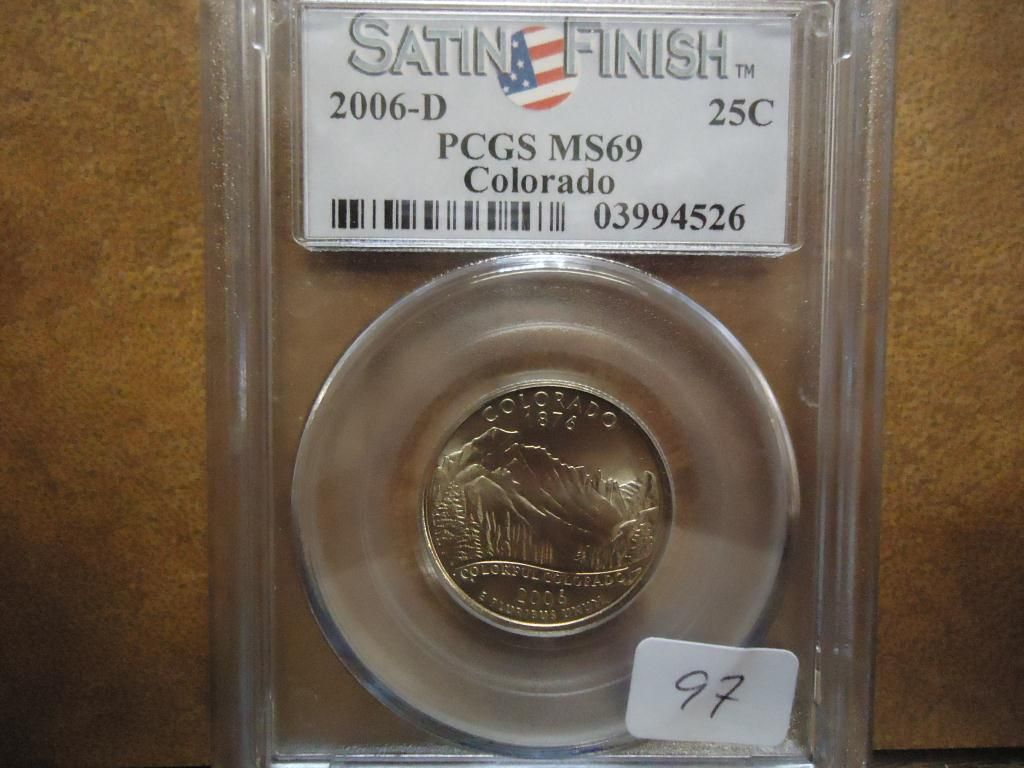 SATIN FINISH™
2006-D 25C
PCGS MS69
Colorado
03994526
COLORADO
1876
COLORFUL COLORADO
2006
E PLURIBUS UNUM
97